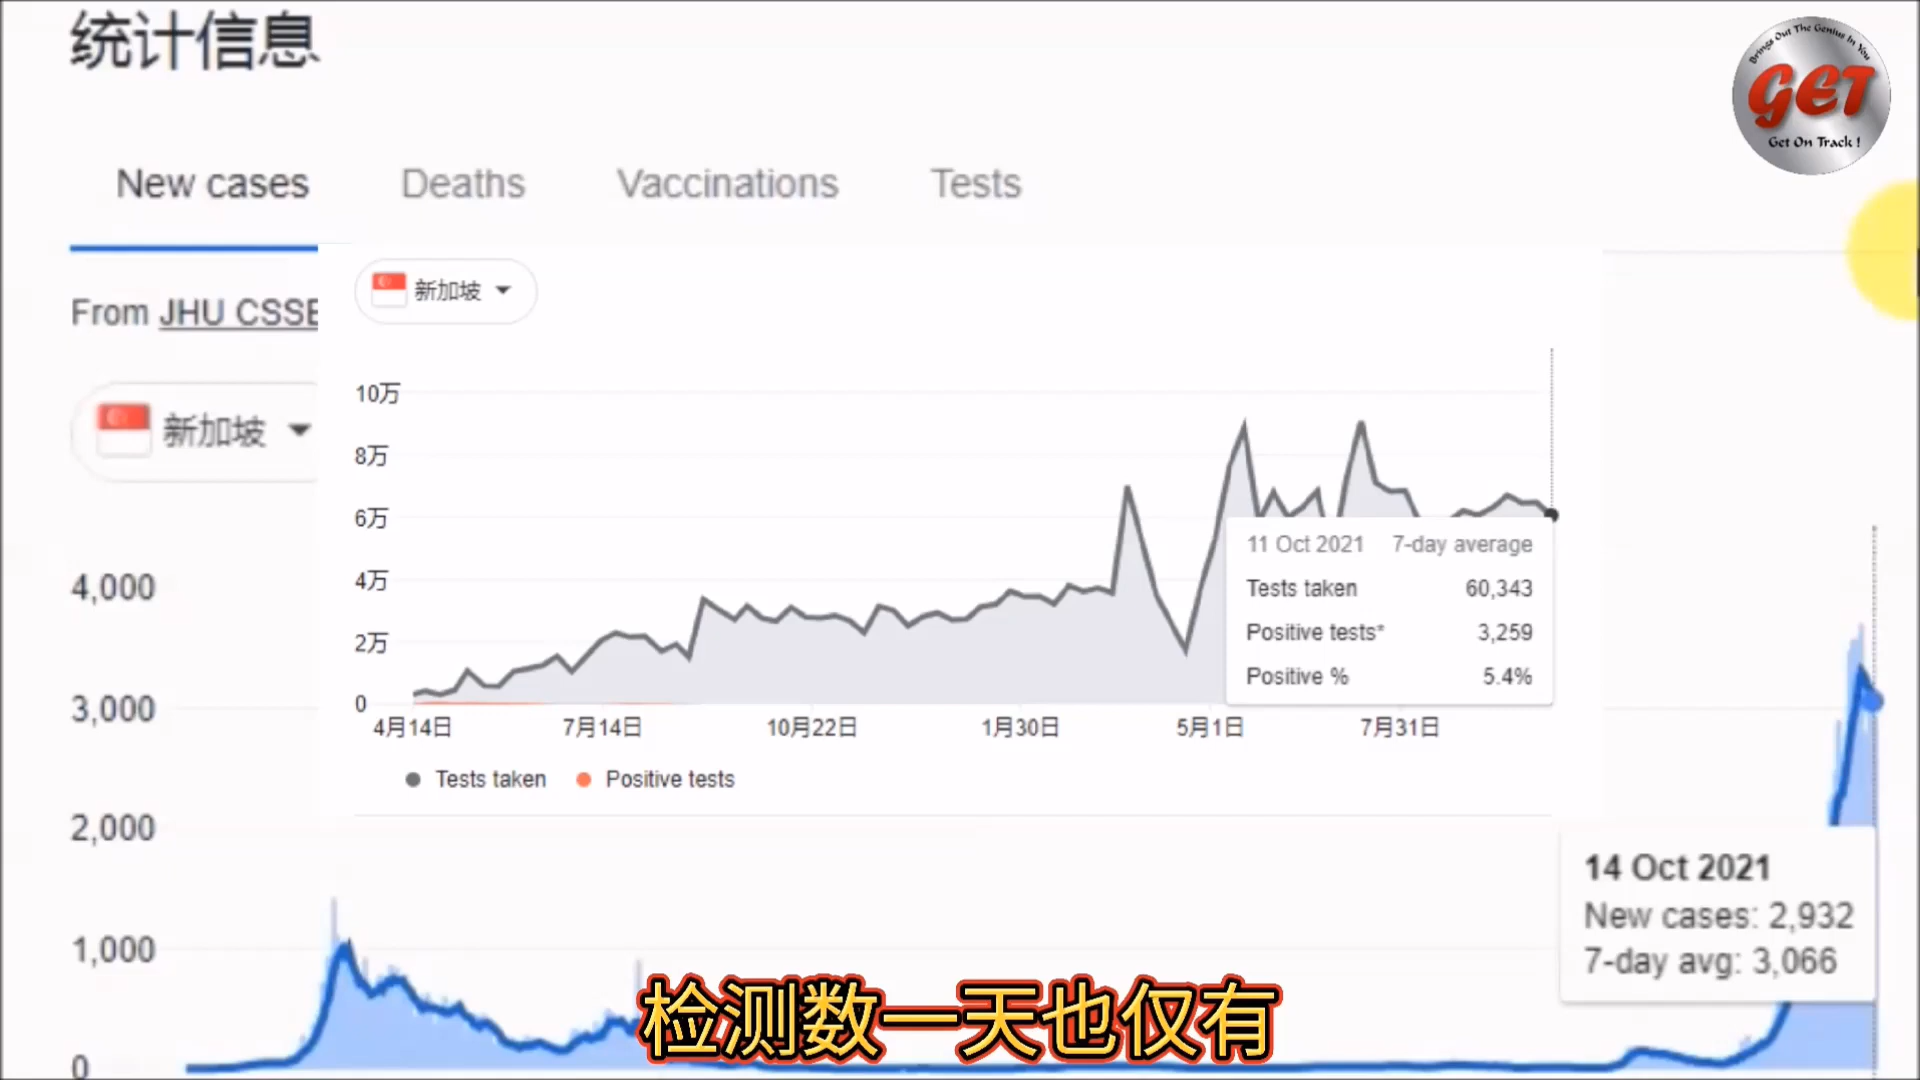 统计信息
Brings Out The Genius In You
GET
Get On Track !
New cases
Deaths
Vaccinations
Tests
From JHU CSSE
新加坡
新加坡
10万
8万
6万
4万
2万
0
4月14日
7月14日
10月22日
1月30日
5月1日
7月31日
11 Oct 2021 7-day average
Tests taken 60,343
Positive tests* 3,259
Positive % 5.4%
Tests taken
Positive tests
4,000
3,000
2,000
1,000
0
14 Oct 2021
New cases: 2,932
7-day avg: 3,066
检测数一天也仅有